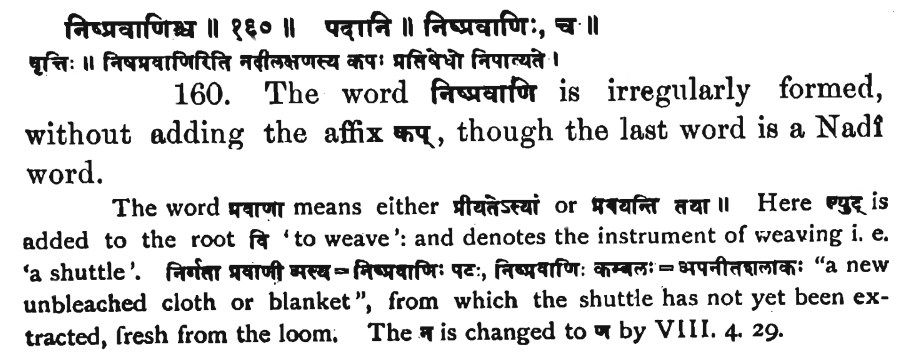 निष्प्रवाणिश्च ॥ १६० ॥ पदानि ॥ निष्प्रवाणिः, च ॥
वृत्तिः ॥ निषप्रवाणिरिति नदीलक्षणस्य कपः प्रतिषेधो निपात्यते ।
160. The word निष्प्रवाणि is irregularly formed,
without adding the affix कप्, though the last word is a Nadî
word.
The word प्रवाणा means either प्रीयतेऽस्यां or प्रवयन्ति तया ॥ Here ल्युट् is
added to the root वि 'to weave': and denotes the instrument of weaving i. e.
'a shuttle'. निर्गता प्रवाणी अस्य = निष्प्रवाणिः पटः, निष्प्रवाणिः कम्बलः = अपनीतशलाकः "a new
unbleached cloth or blanket", from which the shuttle has not yet been ex-
tracted, fresh from the loom. The न is changed to ण by VIII. 4. 29.